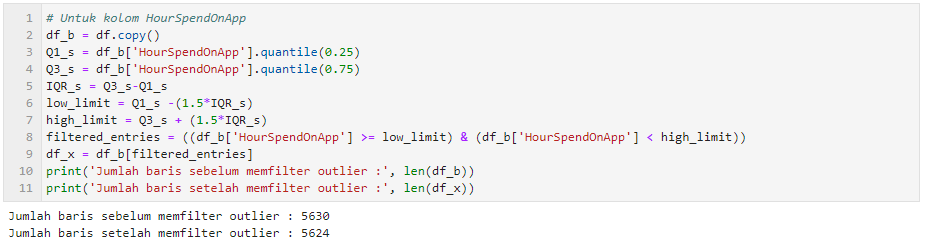 1 # Untuk kolom HourSpendOnApp
2 df_b = df.copy()
3 Q1_s = df_b['HourSpendOnApp'].quantile(0.25)
4 Q3_s = df_b['HourSpendOnApp'].quantile(0.75)
5 IQR_s = Q3_s-Q1_s
6 low_limit = Q1_s -(1.5*IQR_s)
7 high_limit = Q3_s + (1.5*IQR_s)
8 filtered_entries = ((df_b['HourSpendOnApp'] >= low_limit) & (df_b['HourSpendOnApp'] < high_limit))
9 df_x = df_b[filtered_entries]
10 print('Jumlah baris sebelum memfilter outlier :', len(df_b))
11 print('Jumlah baris setelah memfilter outlier :', len(df_x))
Jumlah baris sebelum memfilter outlier : 5630
Jumlah baris setelah memfilter outlier : 5624